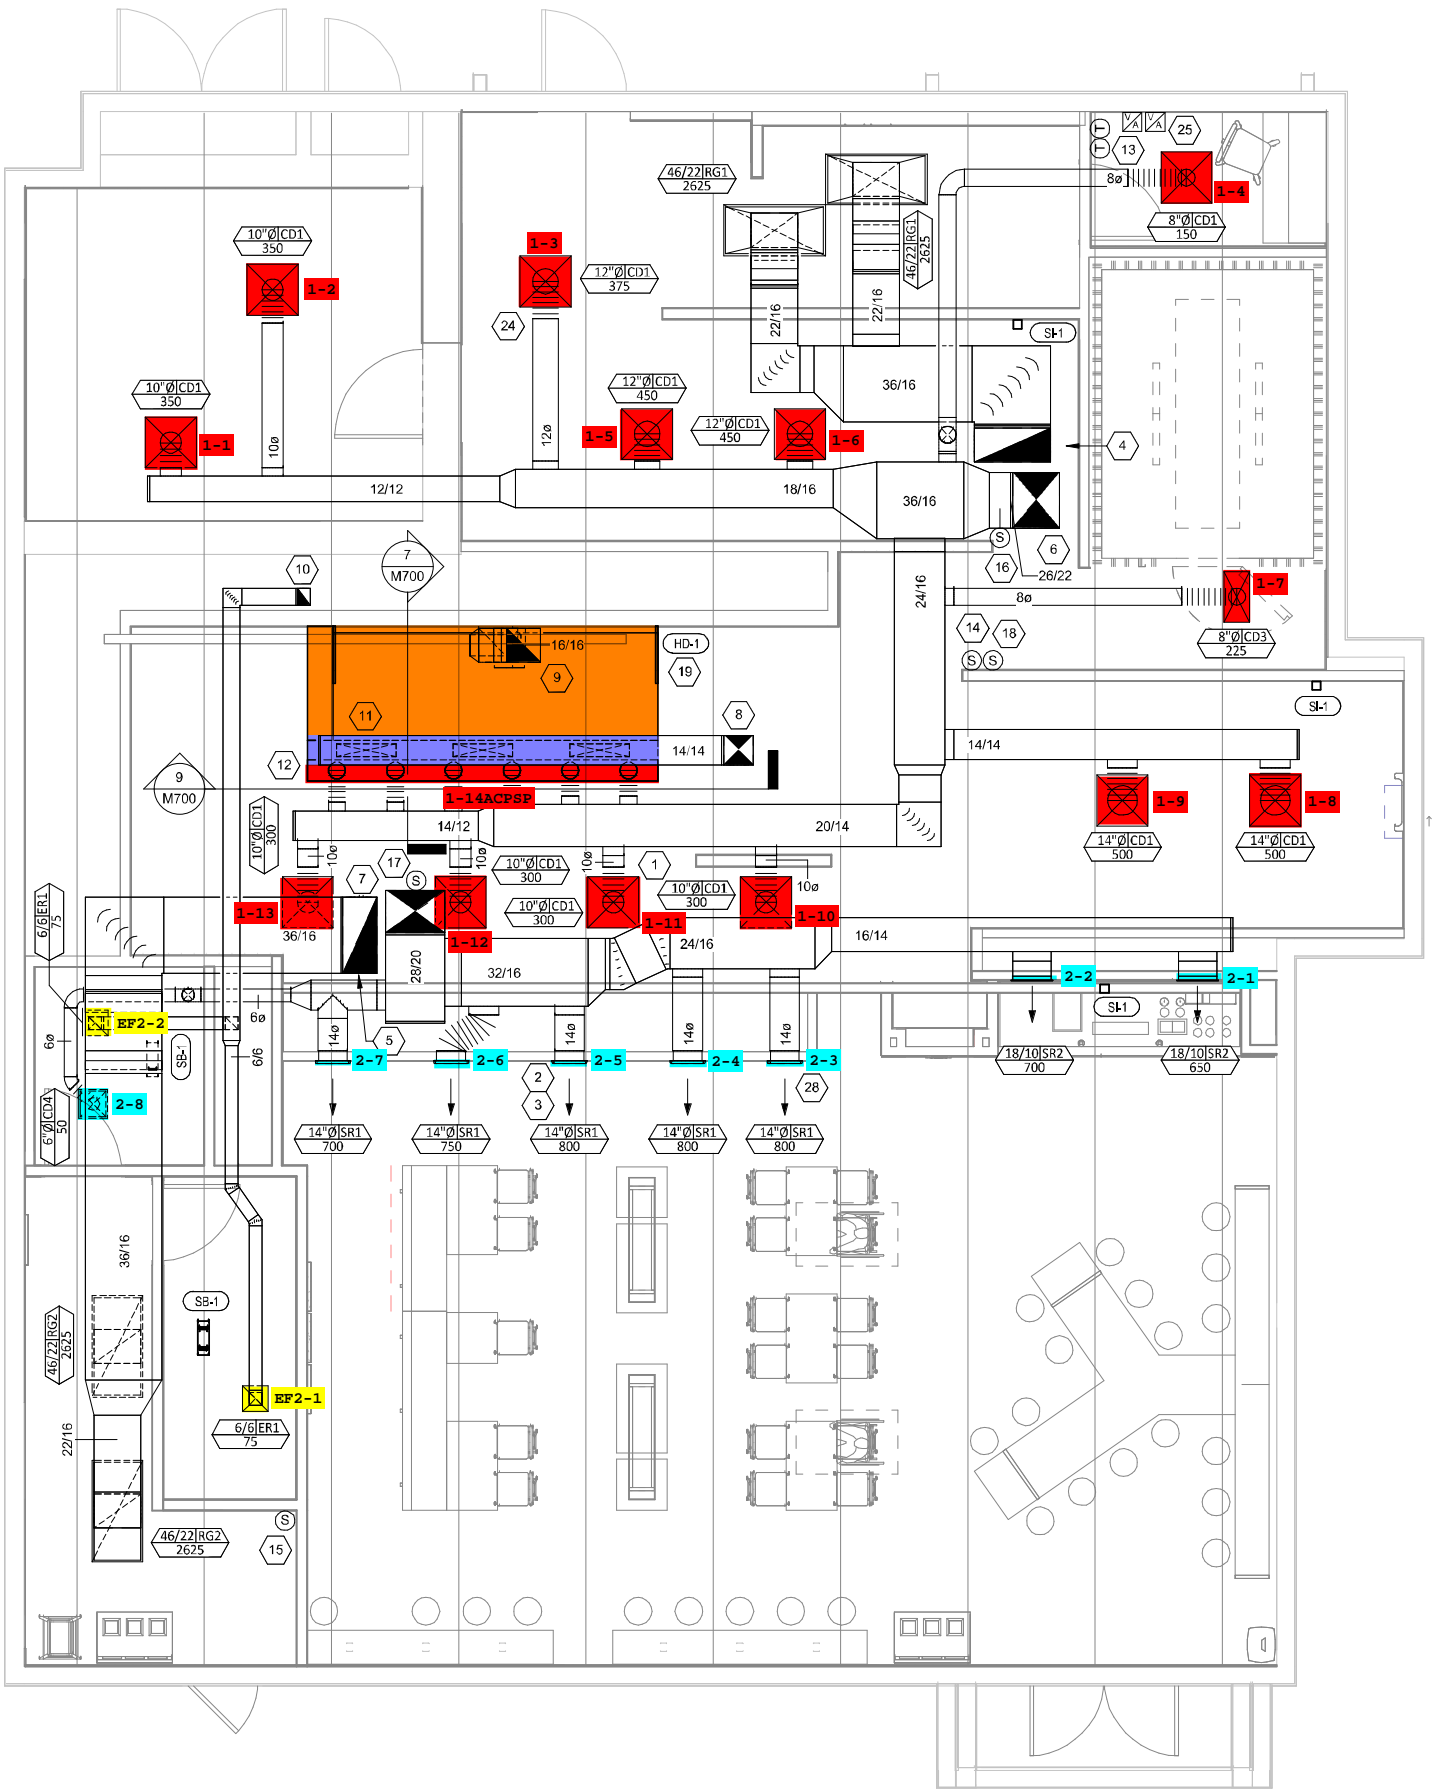 V/A
V/A
25
T
T
13
46/22 RG1
2625
8ø
1-4
8"Ø CD1
150
10"Ø CD1
350
1-3
46/22 RG1
2625
12"Ø CD1
375
1-2
24
22/16
22/16
SI-1
36/16
10"Ø CD1
350
12"Ø CD1
450
12"Ø CD1
450
1-1
10ø
12ø
1-5
1-6
4
12/12
18/16
36/16
S
6
16
26/22
7
M700
10
24/16
8ø
1-7
14
18
S
S
8"Ø CD3
225
16/16
HD-1
19
9
SI-1
11
8
14/14
14/14
12
9
M700
1-14ACPSP
1-9
1-8
14/12
20/14
10"Ø CD1
300
14"Ø CD1
500
14"Ø CD1
500
10ø
10ø
10ø
10ø
17
7
S
10"Ø CD1
300
1
10"Ø CD1
300
10"Ø CD1
300
6/6 ER1
75
1-13
1-12
1-11
1-10
36/16
28/20
32/16
24/16
16/14
2-2
2-1
SI-1
6ø
EF2-2
6ø
SB-1
6/6
14ø
5
14ø
14ø
14ø
2-7
2-6
2-5
2-4
2-3
18/10 SR2
700
18/10 SR2
650
2
3
28
2-8
6"Ø CD4
50
14"Ø SR1
700
14"Ø SR1
750
14"Ø SR1
800
14"Ø SR1
800
14"Ø SR1
800
36/16
SB-1
46/22 RG2
2625
EF2-1
6/6 ER1
75
22/16
S
46/22 RG2
2625
15